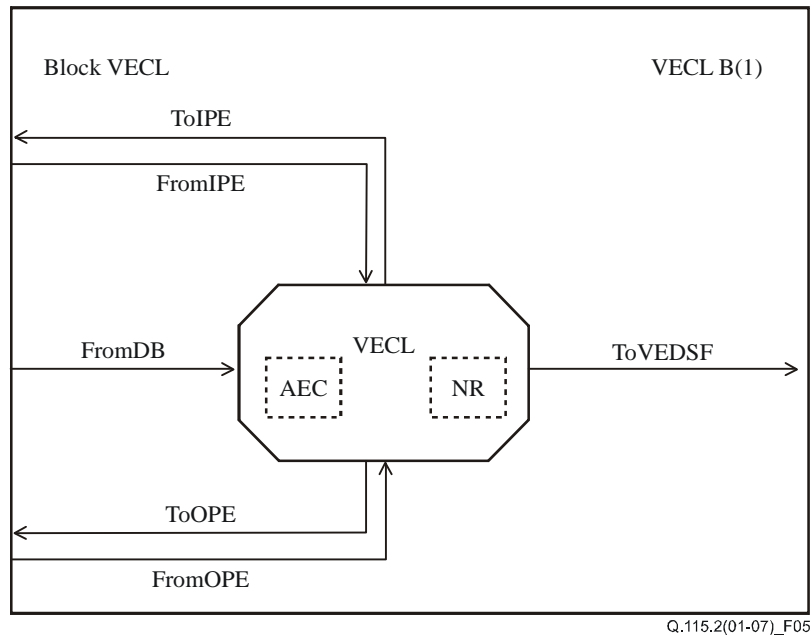 Block VECL
VECL B(1)
ToIPE
FromIPE
FromDB
VECL
ToVEDSF
AEC
NR
ToOPE
FromOPE
Q.115.2(01-07)_F05